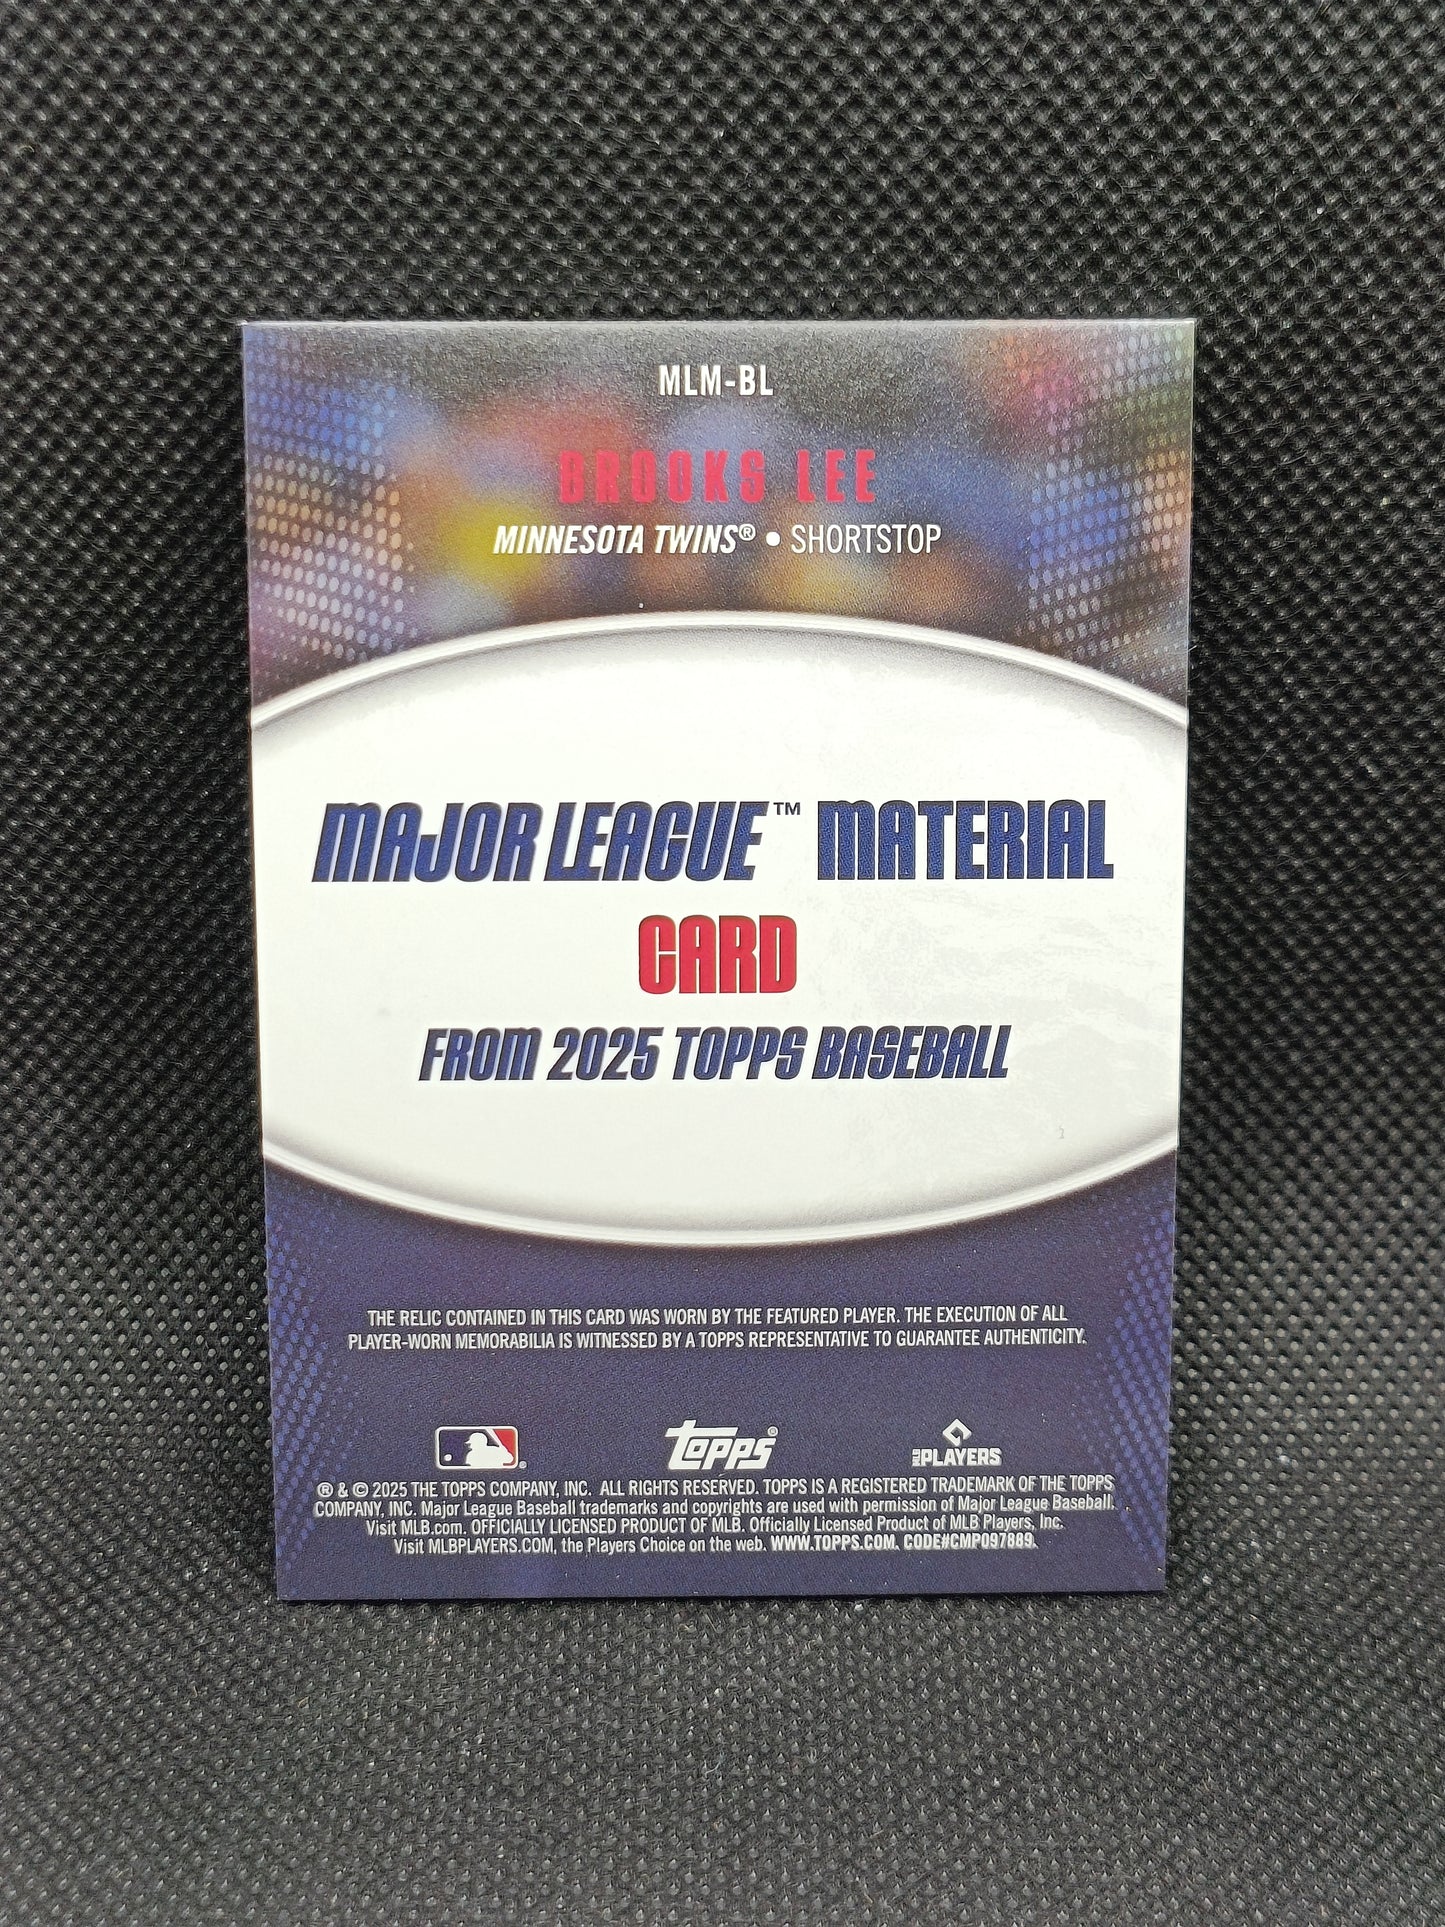 MLM-BL
BROOKS LEE
MINNESOTA TWINS® • SHORTSTOP
MAJOR LEAGUE™ MATERIAL
CARD
FROM 2025 TOPPS BASEBALL
THE RELIC CONTAINED IN THIS CARD WAS WORN BY THE FEATURED PLAYER. THE EXECUTION OF ALL
PLAYER-WORN MEMORABILIA IS WITNESSED BY A TOPPS REPRESENTATIVE TO GUARANTEE AUTHENTICITY.
Topps® MLB PLAYERS
® & © 2025 THE TOPPS COMPANY, INC. ALL RIGHTS RESERVED. TOPPS IS A REGISTERED TRADEMARK OF THE TOPPS
COMPANY, INC. Major League Baseball trademarks and copyrights are used with permission of Major League Baseball.
Visit MLB.com. OFFICIALLY LICENSED PRODUCT OF MLB. Officially Licensed Product of MLB Players, Inc.
Visit MLBPLAYERS.COM, the Players Choice on the web. WWW.TOPPS.COM. CODE#CMP097889.